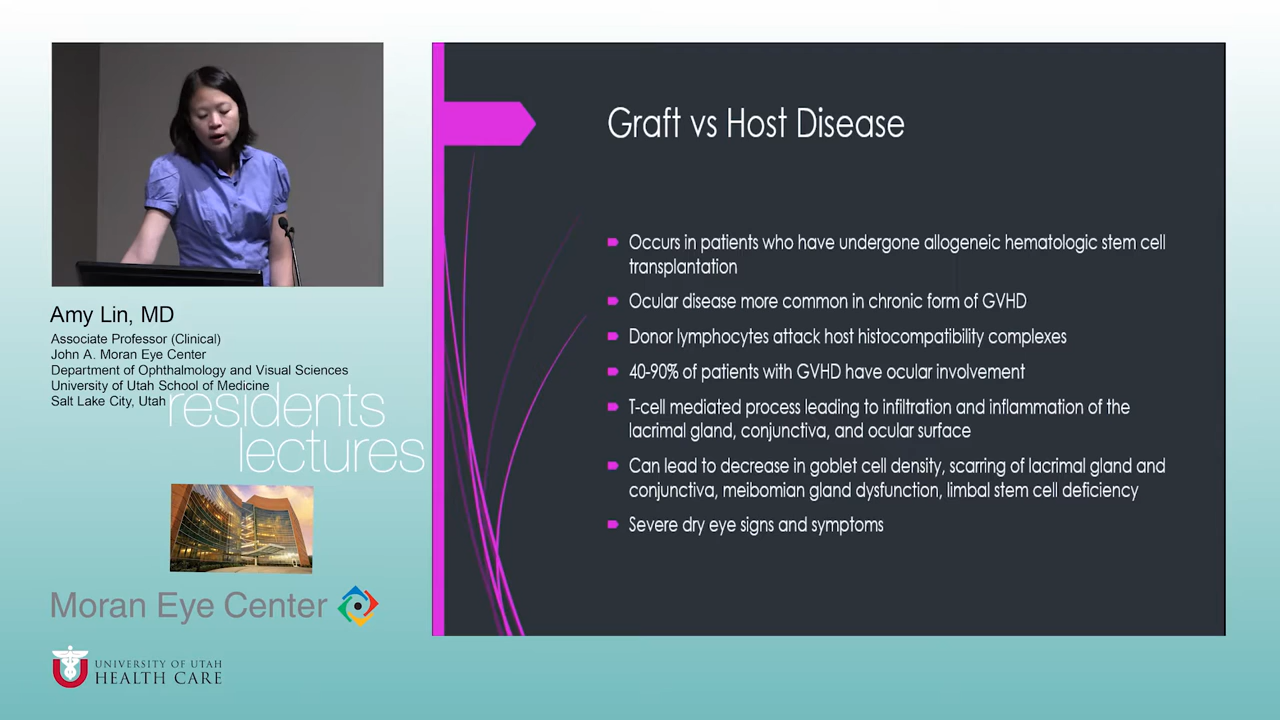 Graft vs Host Disease
Occurs in patients who have undergone allogeneic hematologic stem cell
transplantation
Ocular disease more common in chronic form of GVHD
Donor lymphocytes attack host histocompatibility complexes
40-90% of patients with GVHD have ocular involvement
T-cell mediated process leading to infiltration and inflammation of the
lacrimal gland, conjunctiva, and ocular surface
Can lead to decrease in goblet cell density, scarring of lacrimal gland and
conjunctiva, meibomian gland dysfunction, limbal stem cell deficiency
Severe dry eye signs and symptoms
Amy Lin, MD
Associate Professor (Clinical)
John A. Moran Eye Center
Department of Ophthalmology and Visual Sciences
University of Utah School of Medicine
Salt Lake City, Utah
residents
lectures
Moran Eye Center
UNIVERSITY OF UTAH
HEALTH CARE